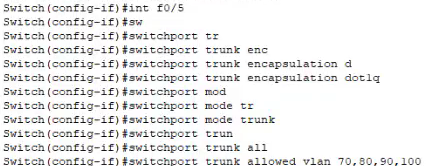 Switch(config-if)#int f0/5
Switch(config-if)#sw
Switch(config-if)#switchport tr
Switch(config-if)#switchport trunk enc
Switch(config-if)#switchport trunk encapsulation d
Switch(config-if)#switchport trunk encapsulation dot1q
Switch(config-if)#switchport mod
Switch(config-if)#switchport mode tr
Switch(config-if)#switchport mode trunk
Switch(config-if)#switchport trun
Switch(config-if)#switchport trunk all
Switch(config-if)#switchport trunk allowed vlan 70,80,90,100